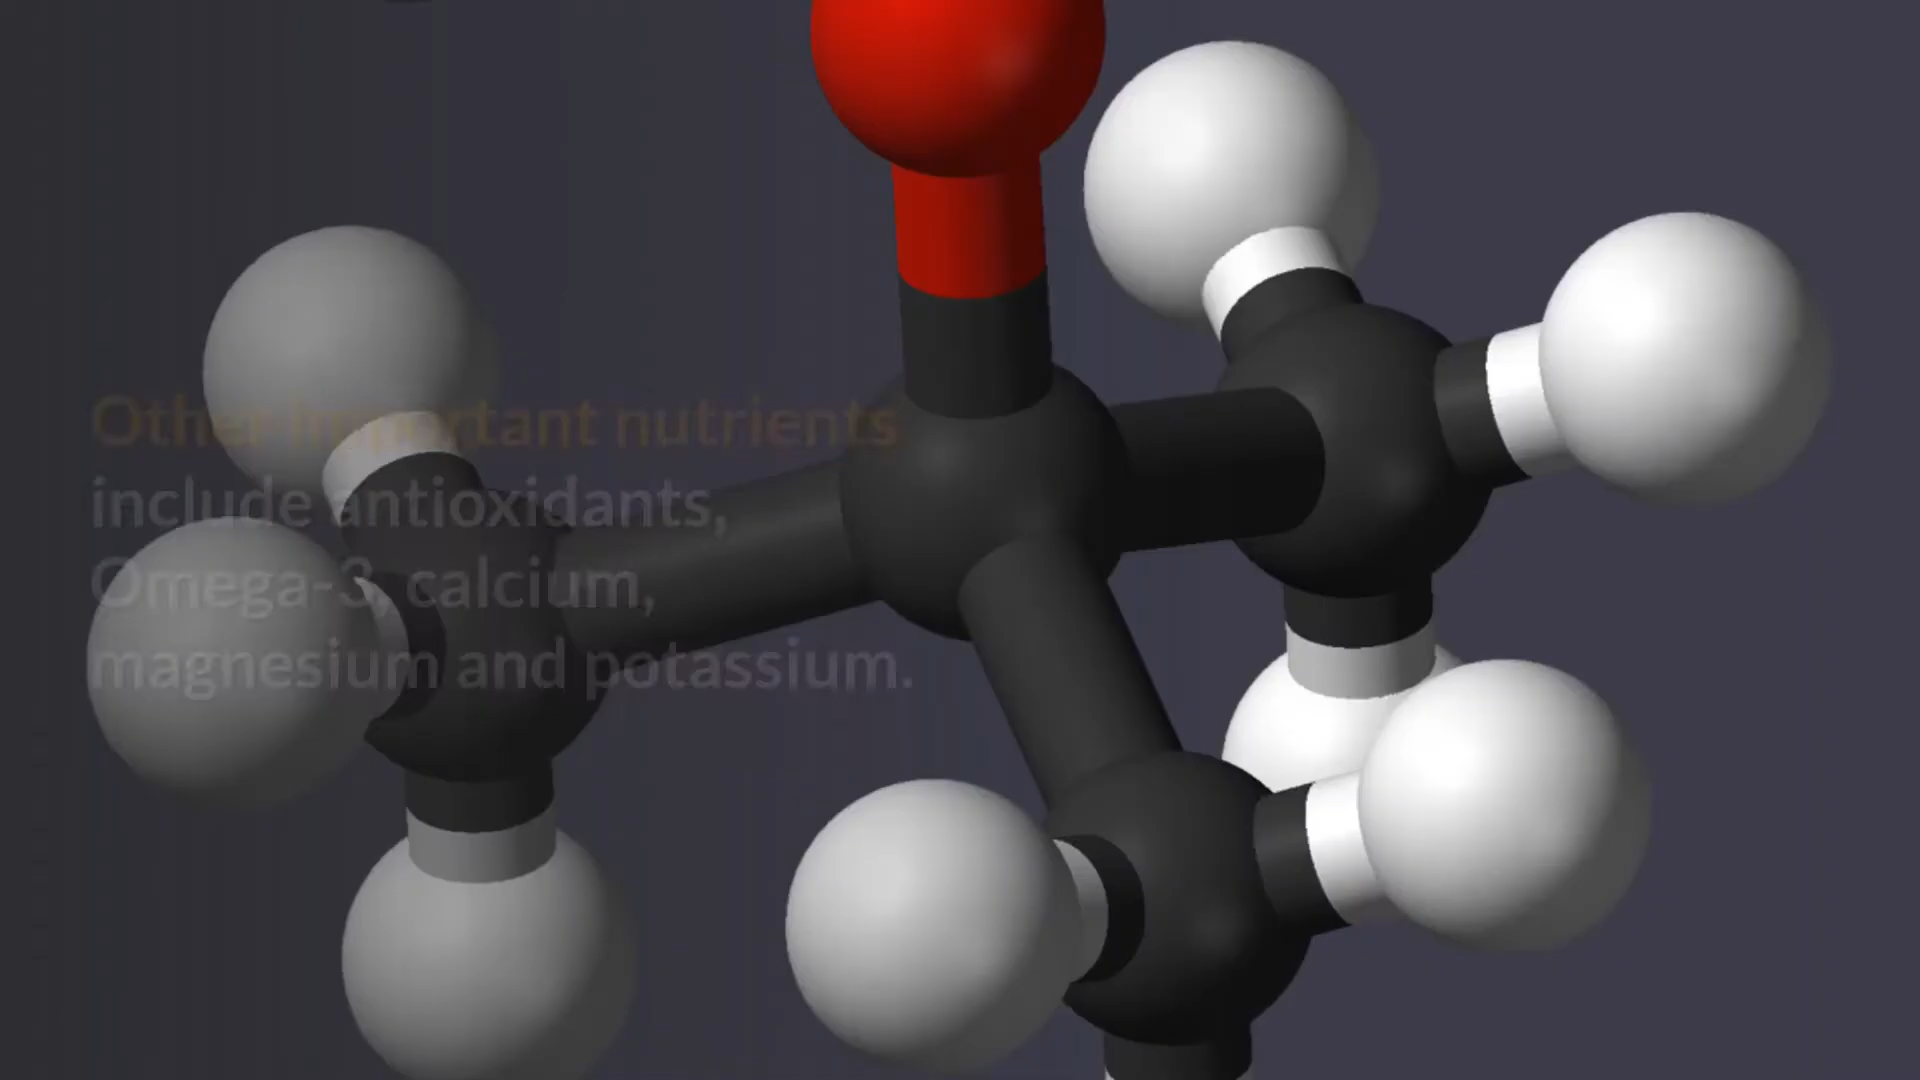 Other important nutrients
include antioxidants,
Omega-3, calcium,
magnesium and potassium.